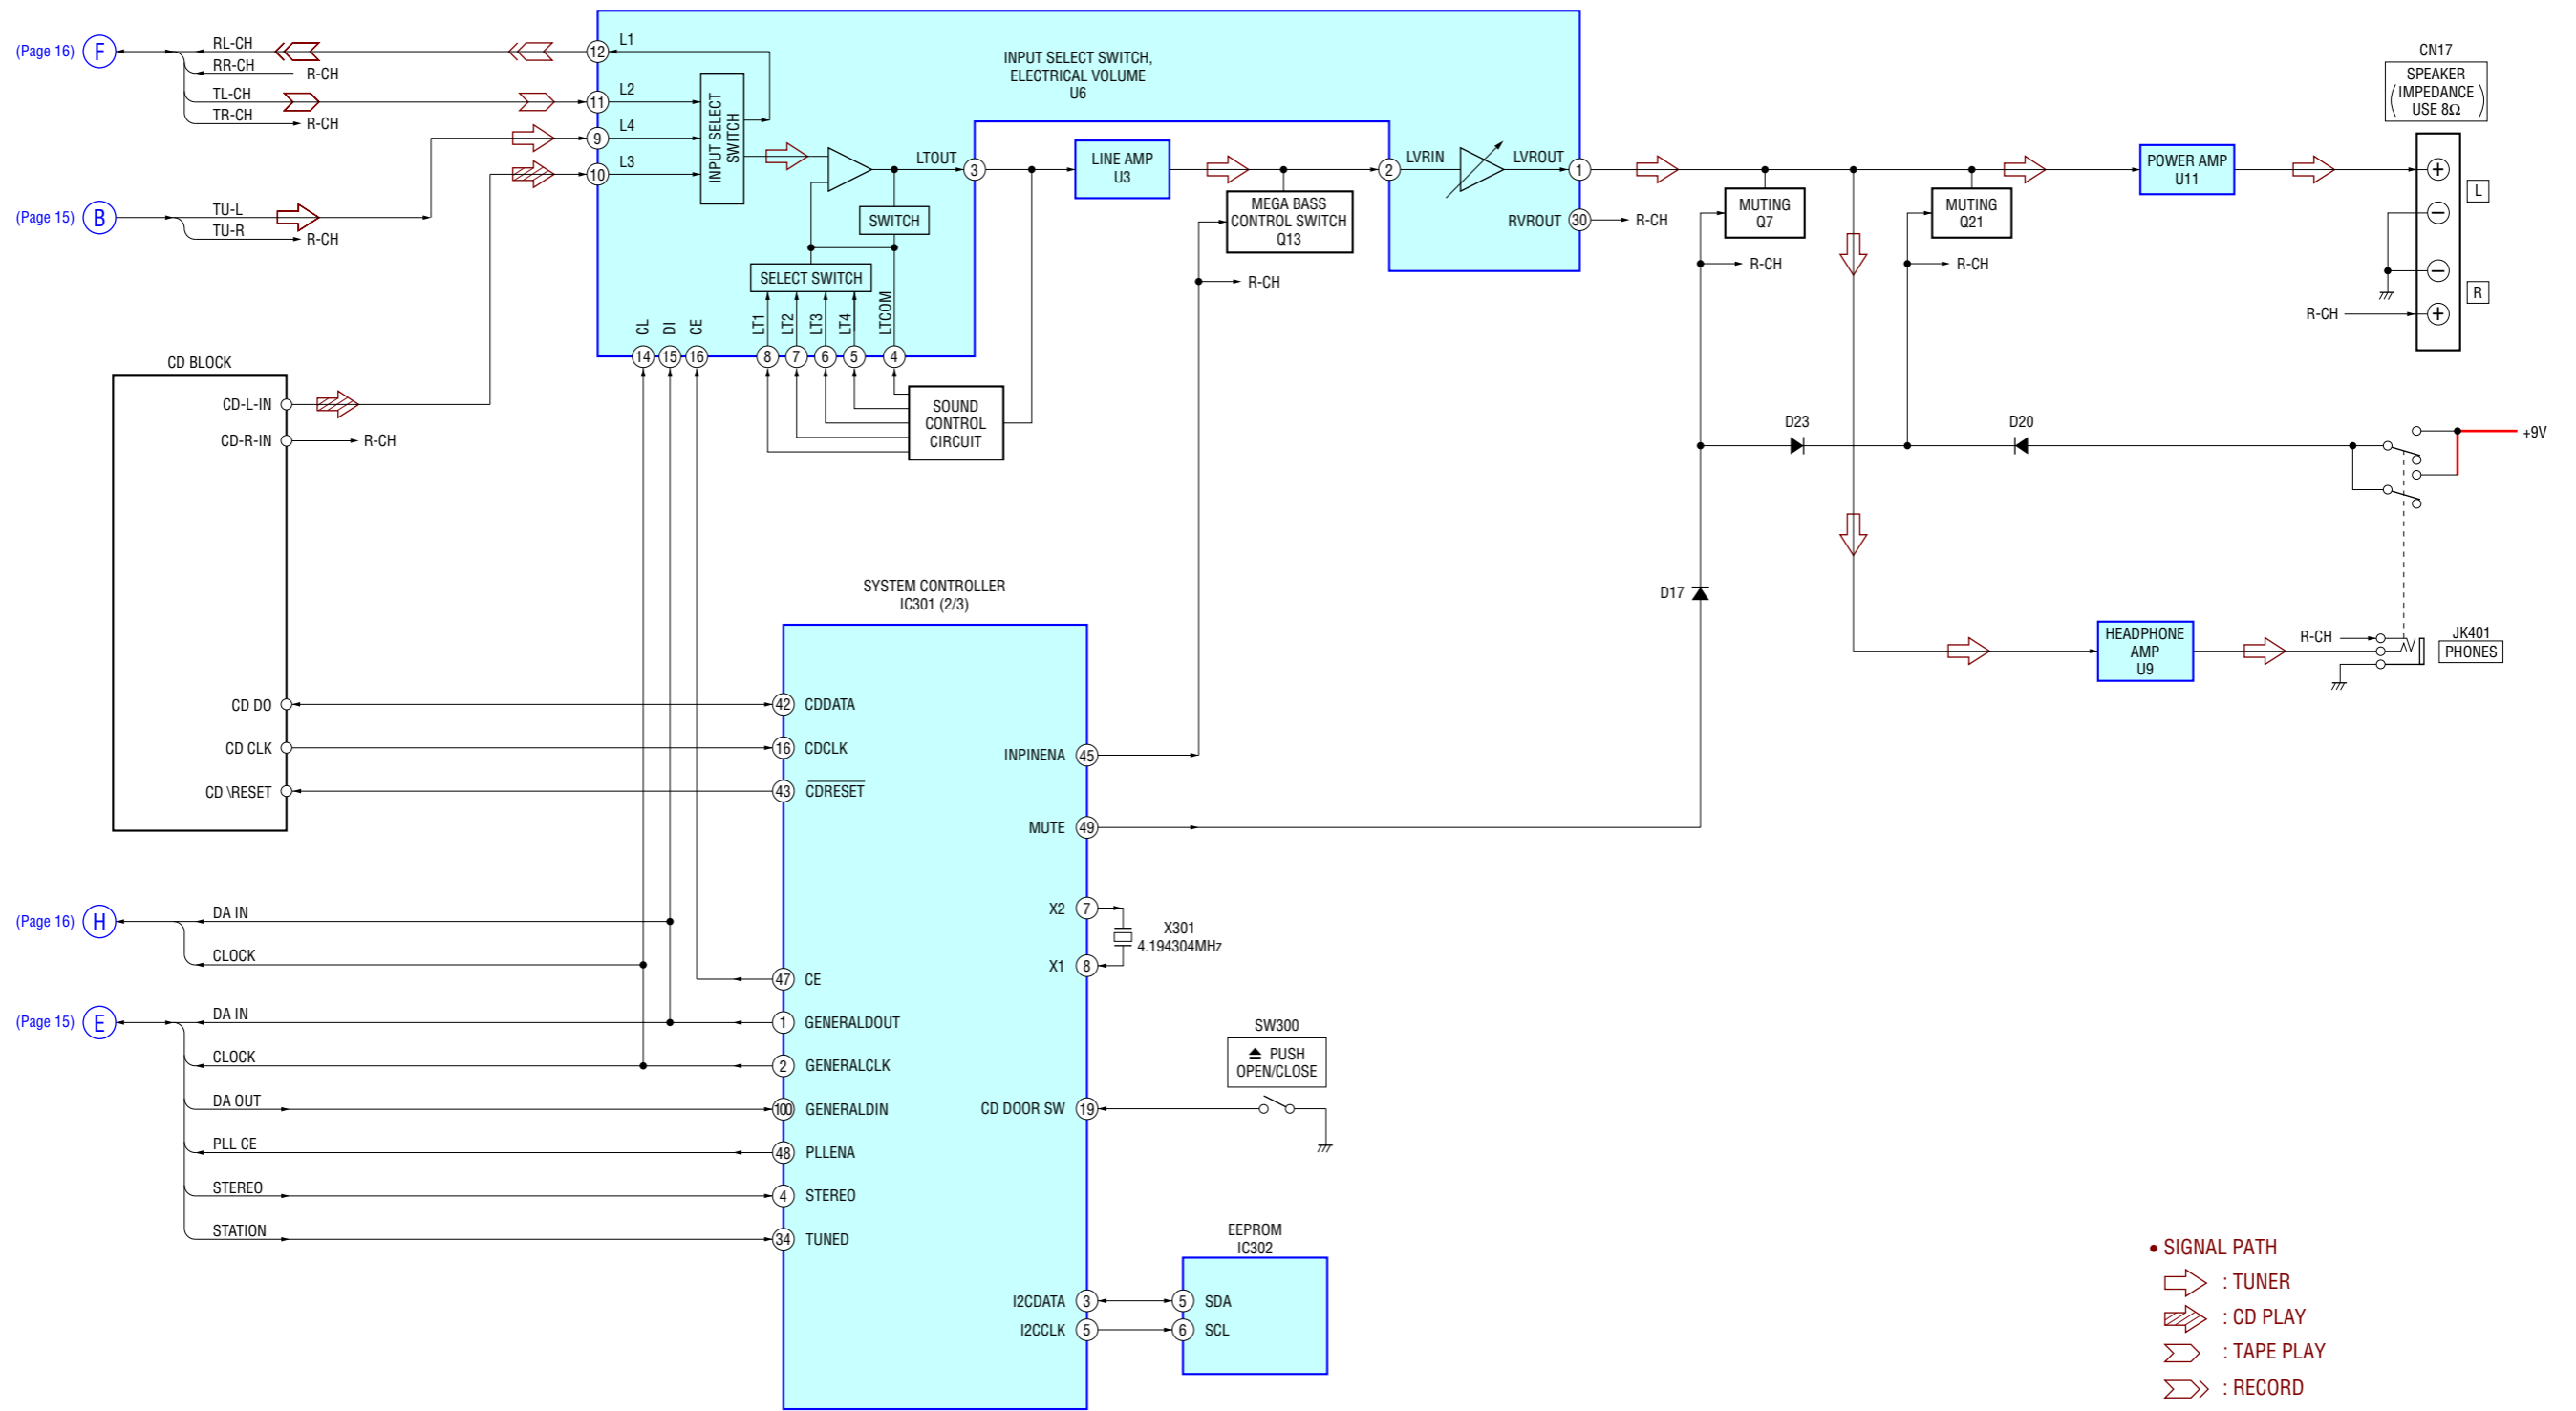 (Page 16) F
RL-CH
RR-CH
R-CH
TL-CH
TR-CH
R-CH
(Page 15) B
TU-L
TU-R
R-CH
12 L1
11 L2
9 L4
10 L3
INPUT SELECT
SWITCH
INPUT SELECT SWITCH,
ELECTRICAL VOLUME
U6
LTOUT 3
SWITCH
SELECT SWITCH
CL
DI
CE
LT1
LT2
LT3
LT4
LTCOM
14 15 16 8 7 6 5 4
SOUND
CONTROL
CIRCUIT
LINE AMP
U3
MEGA BASS
CONTROL SWITCH
Q13
R-CH
2 LVRIN
LVROUT 1
RVROUT 30
R-CH
MUTING
Q7
R-CH
MUTING
Q21
R-CH
POWER AMP
U11
CN17
SPEAKER
(IMPEDANCE)
USE 8Ω
+
−
L
−
+
R
R-CH
D23
D20
+9V
D17
HEADPHONE
AMP
U9
R-CH
JK401
PHONES
CD BLOCK
CD-L-IN
CD-R-IN
R-CH
CD DO
CD CLK
CD \RESET
SYSTEM CONTROLLER
IC301 (2/3)
42 CDDATA
16 CDCLK
43 CDRESET
47 CE
1 GENERALDOUT
2 GENERALCLK
100 GENERALDIN
48 PLLENA
4 STEREO
34 TUNED
INPINENA 45
MUTE 49
X2 7
X1 8
X301
4.194304MHz
CD DOOR SW 19
SW300
⏏ PUSH
OPEN/CLOSE
I2CDATA 3
I2CCLK 5
EEPROM
IC302
5 SDA
6 SCL
(Page 16) H
DA IN
CLOCK
(Page 15) E
DA IN
CLOCK
DA OUT
PLL CE
STEREO
STATION
• SIGNAL PATH
: TUNER
: CD PLAY
: TAPE PLAY
: RECORD